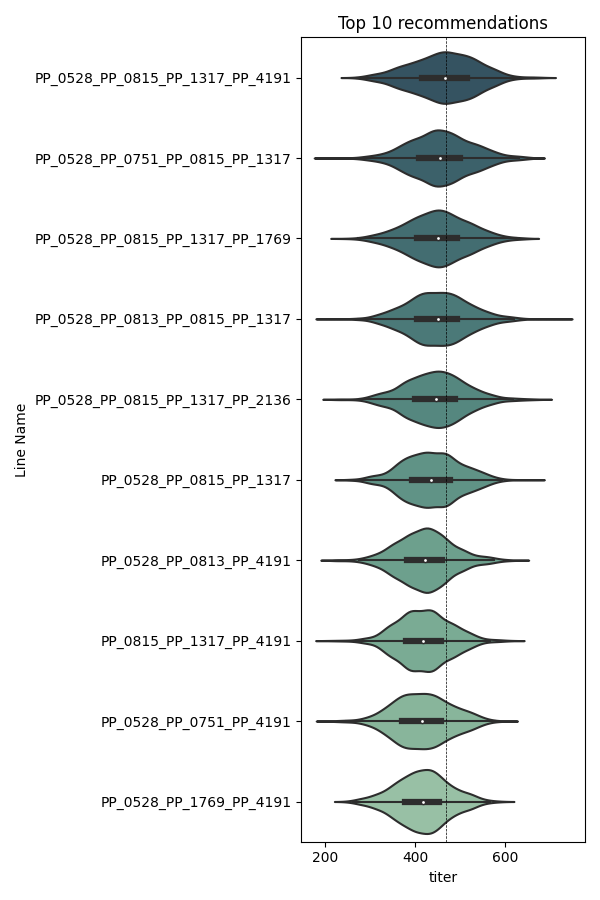 Top 10 recommendations
PP_0528_PP_0815_PP_1317_PP_4191
PP_0528_PP_0751_PP_0815_PP_1317
PP_0528_PP_0815_PP_1317_PP_1769
PP_0528_PP_0813_PP_0815_PP_1317
PP_0528_PP_0815_PP_1317_PP_2136
PP_0528_PP_0815_PP_1317
PP_0528_PP_0813_PP_4191
PP_0815_PP_1317_PP_4191
PP_0528_PP_0751_PP_4191
PP_0528_PP_1769_PP_4191
Line Name
200 400 600
titer